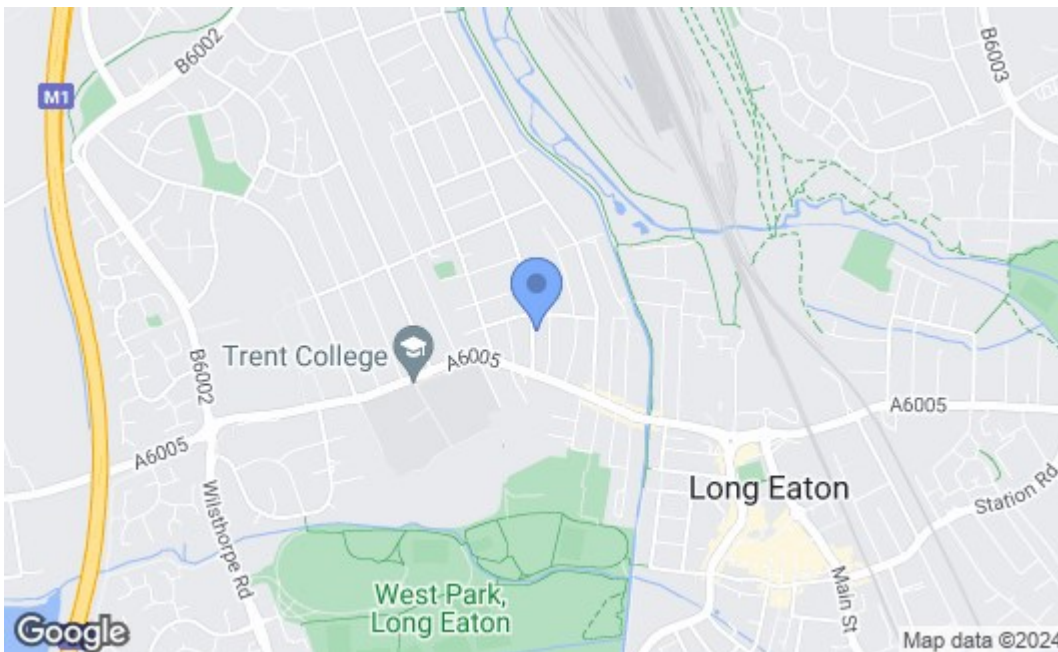 B6002
M1
B6003
Trent College
A6005
B6002
A6005
A6005
Wilsthorpe Rd
Long Eaton
Station Rd
West Park,
Long Eaton
Main St
Google
Map data ©2024